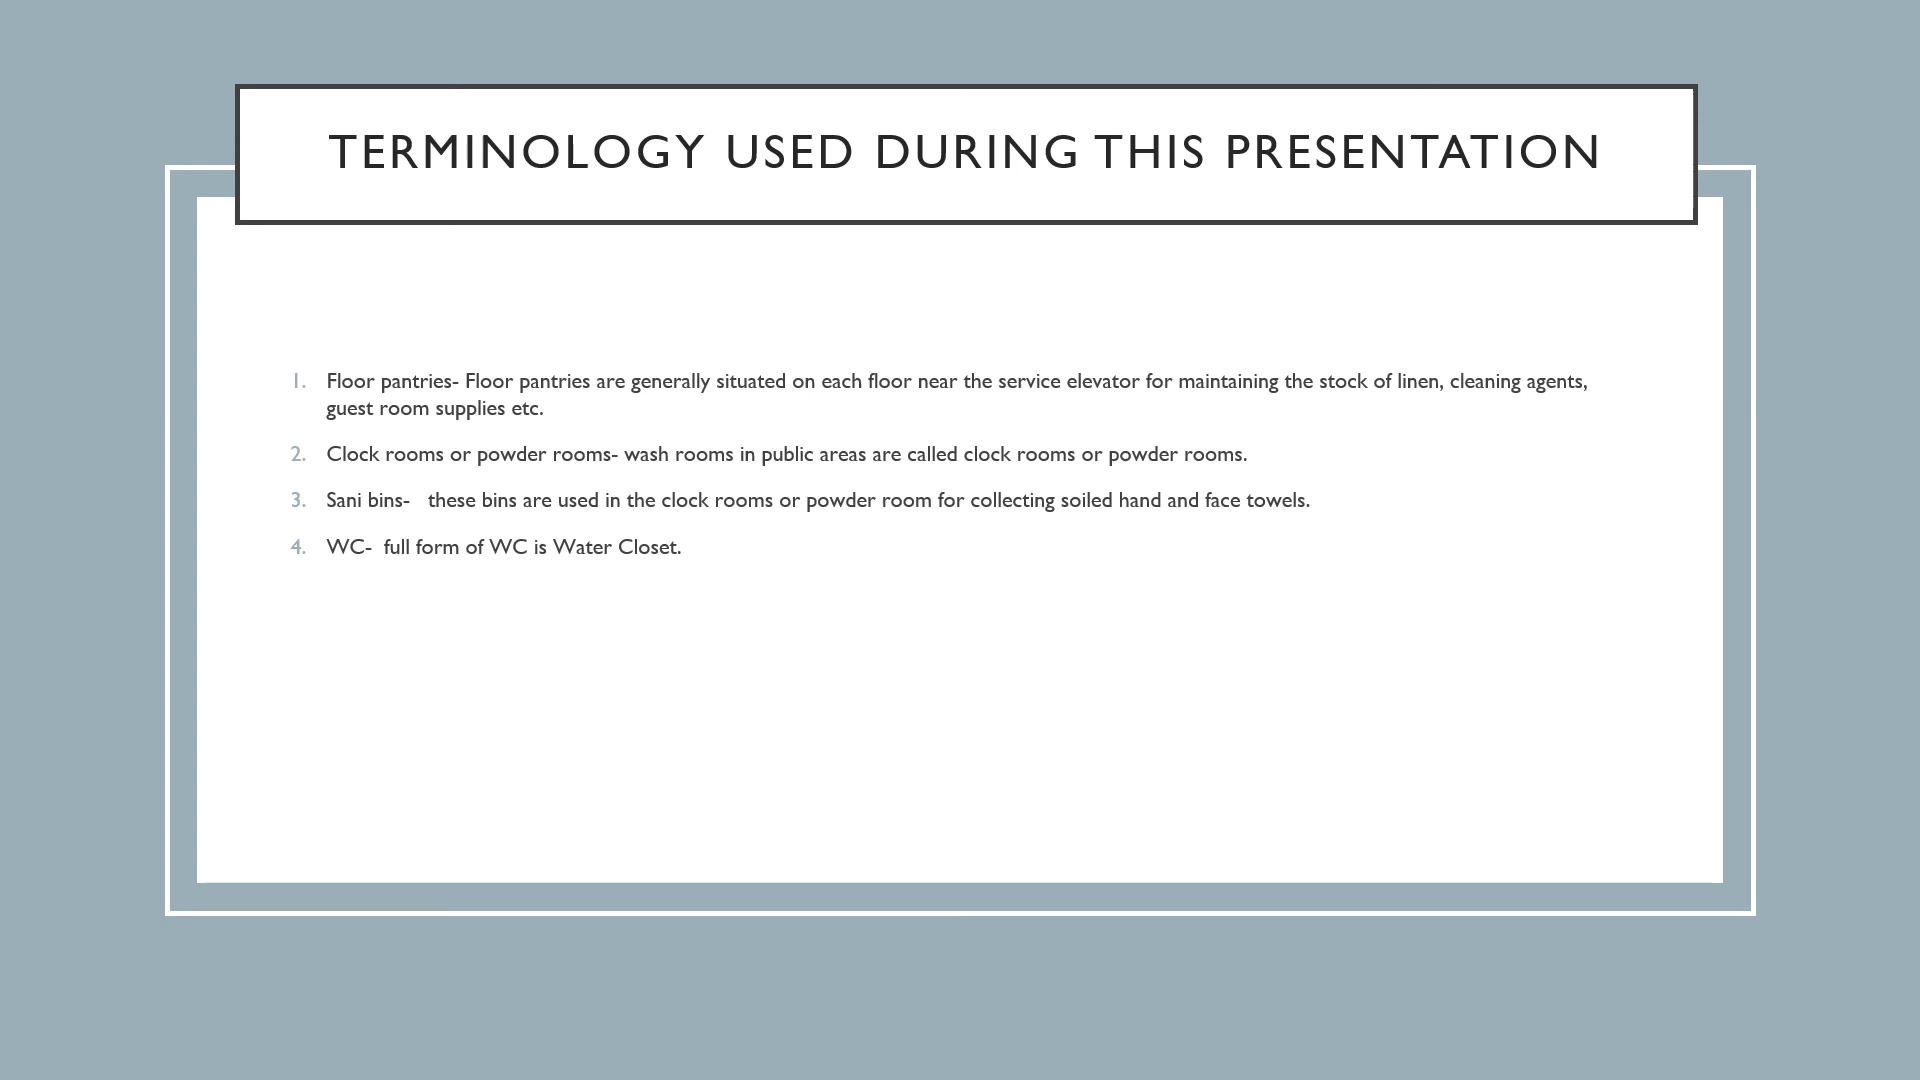 TERMINOLOGY USED DURING THIS PRESENTATION
1. Floor pantries- Floor pantries are generally situated on each floor near the service elevator for maintaining the stock of linen, cleaning agents,
guest room supplies etc.
2. Clock rooms or powder rooms- wash rooms in public areas are called clock rooms or powder rooms.
3. Sani bins-   these bins are used in the clock rooms or powder room for collecting soiled hand and face towels.
4. WC-  full form of WC is Water Closet.